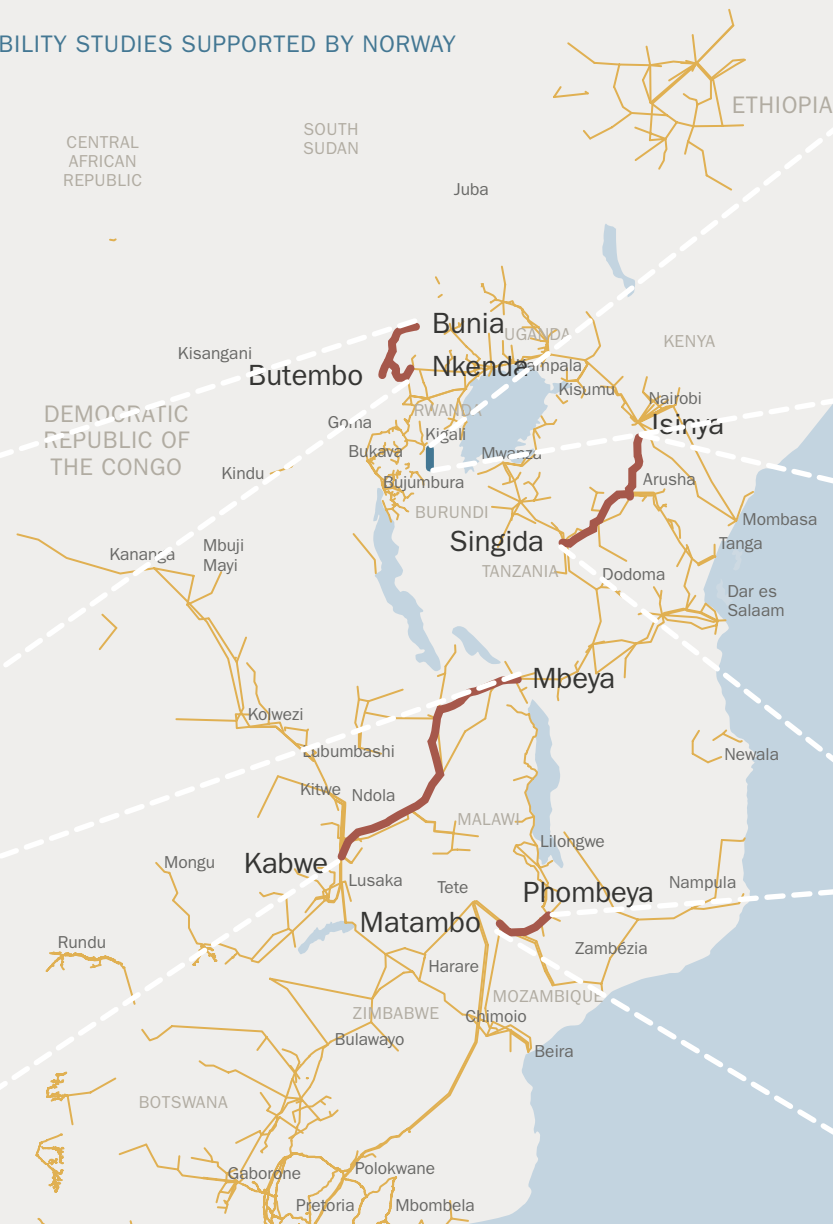 BILITY STUDIES SUPPORTED BY NORWAY
ETHIOPIA
SOUTH
SUDAN
CENTRAL
AFRICAN
REPUBLIC
Juba
Bunia
UGANDA
KENYA
Kisangani
Nkenda
Butembo
Kisumu
Nairobi
DEMOCRATIC
REPUBLIC OF
THE CONGO
RWANDA
Goma
Isinya
Kigali
Bukava
Mwanza
Kindu
Bujumbura
Arusha
BURUNDI
Mombasa
Singida
Tanga
Kananga
Mbuji
Mayi
TANZANIA
Dodoma
Dar es
Salaam
Mbeya
Kolwezi
Lubumbashi
Newala
Kitwe
Ndola
MALAWI
Lilongwe
Kabwe
Mongu
Lusaka
Tete
Phombeya
Nampula
Matambo
Rundu
Zambézia
Harare
MOZAMBIQUE
ZIMBABWE
Chimoio
Bulawayo
Beira
BOTSWANA
Gaborone
Polokwane
Pretoria
Mbombela